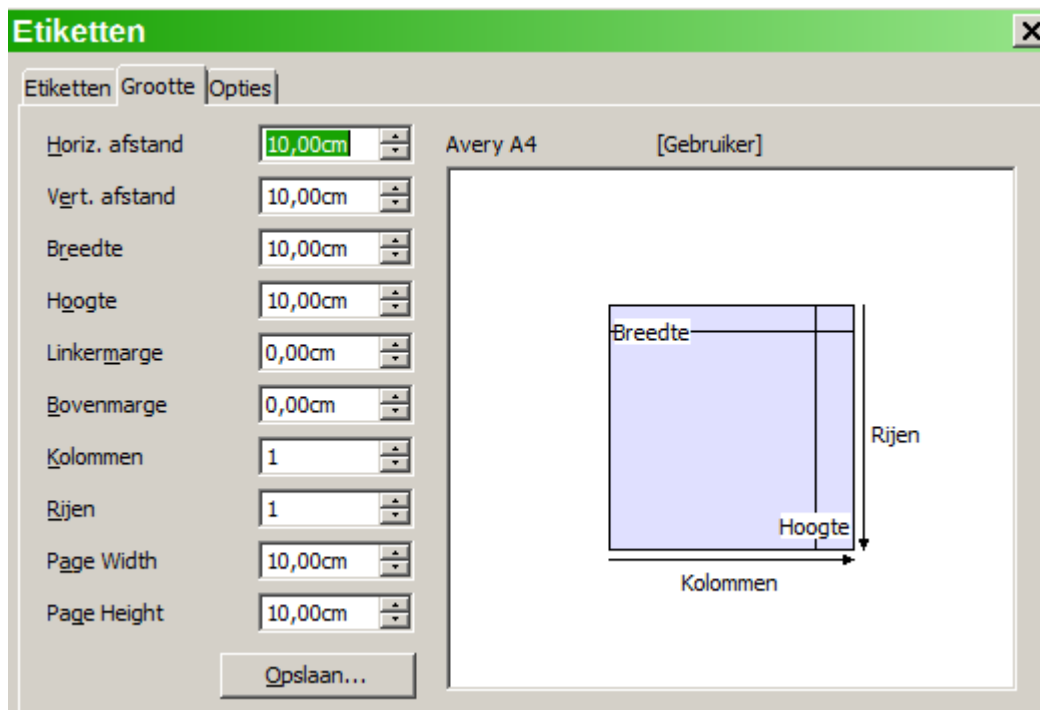 Etiketten
Etiketten Grootte Opties
Horiz. afstand 10,00cm
Vert. afstand 10,00cm
Breedte 10,00cm
Hoogte 10,00cm
Linkermarge 0,00cm
Bovenmarge 0,00cm
Kolommen 1
Rijen 1
Page Width 10,00cm
Page Height 10,00cm
Opslaan...
Avery A4 [Gebruiker]
Breedte
Rijen
Hoogte
Kolommen